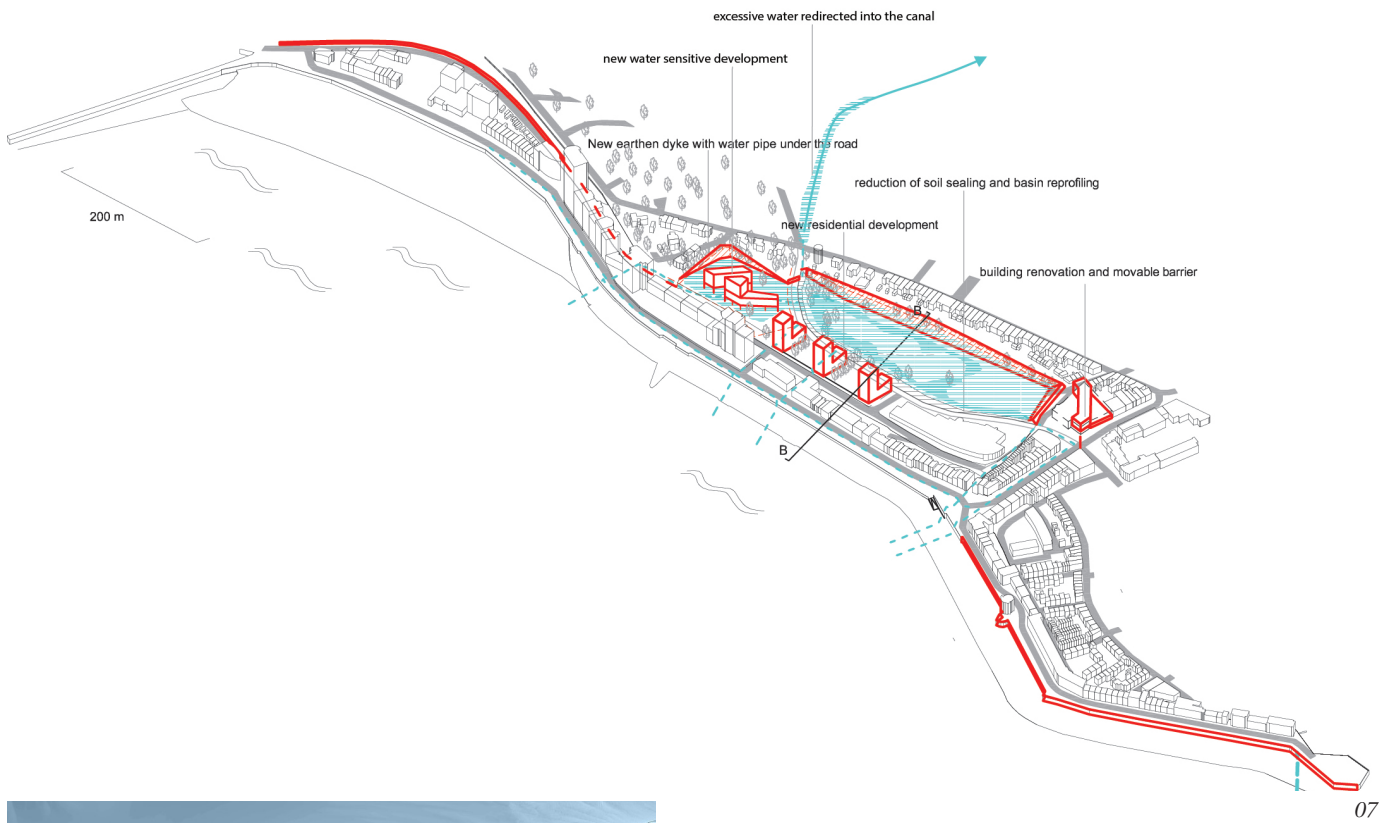 excessive water redirected into the canal
new water sensitive development
New earthen dyke with water pipe under the road
reduction of soil sealing and basin reprofiling
200 m
new residential development
building renovation and movable barrier
B
B
07